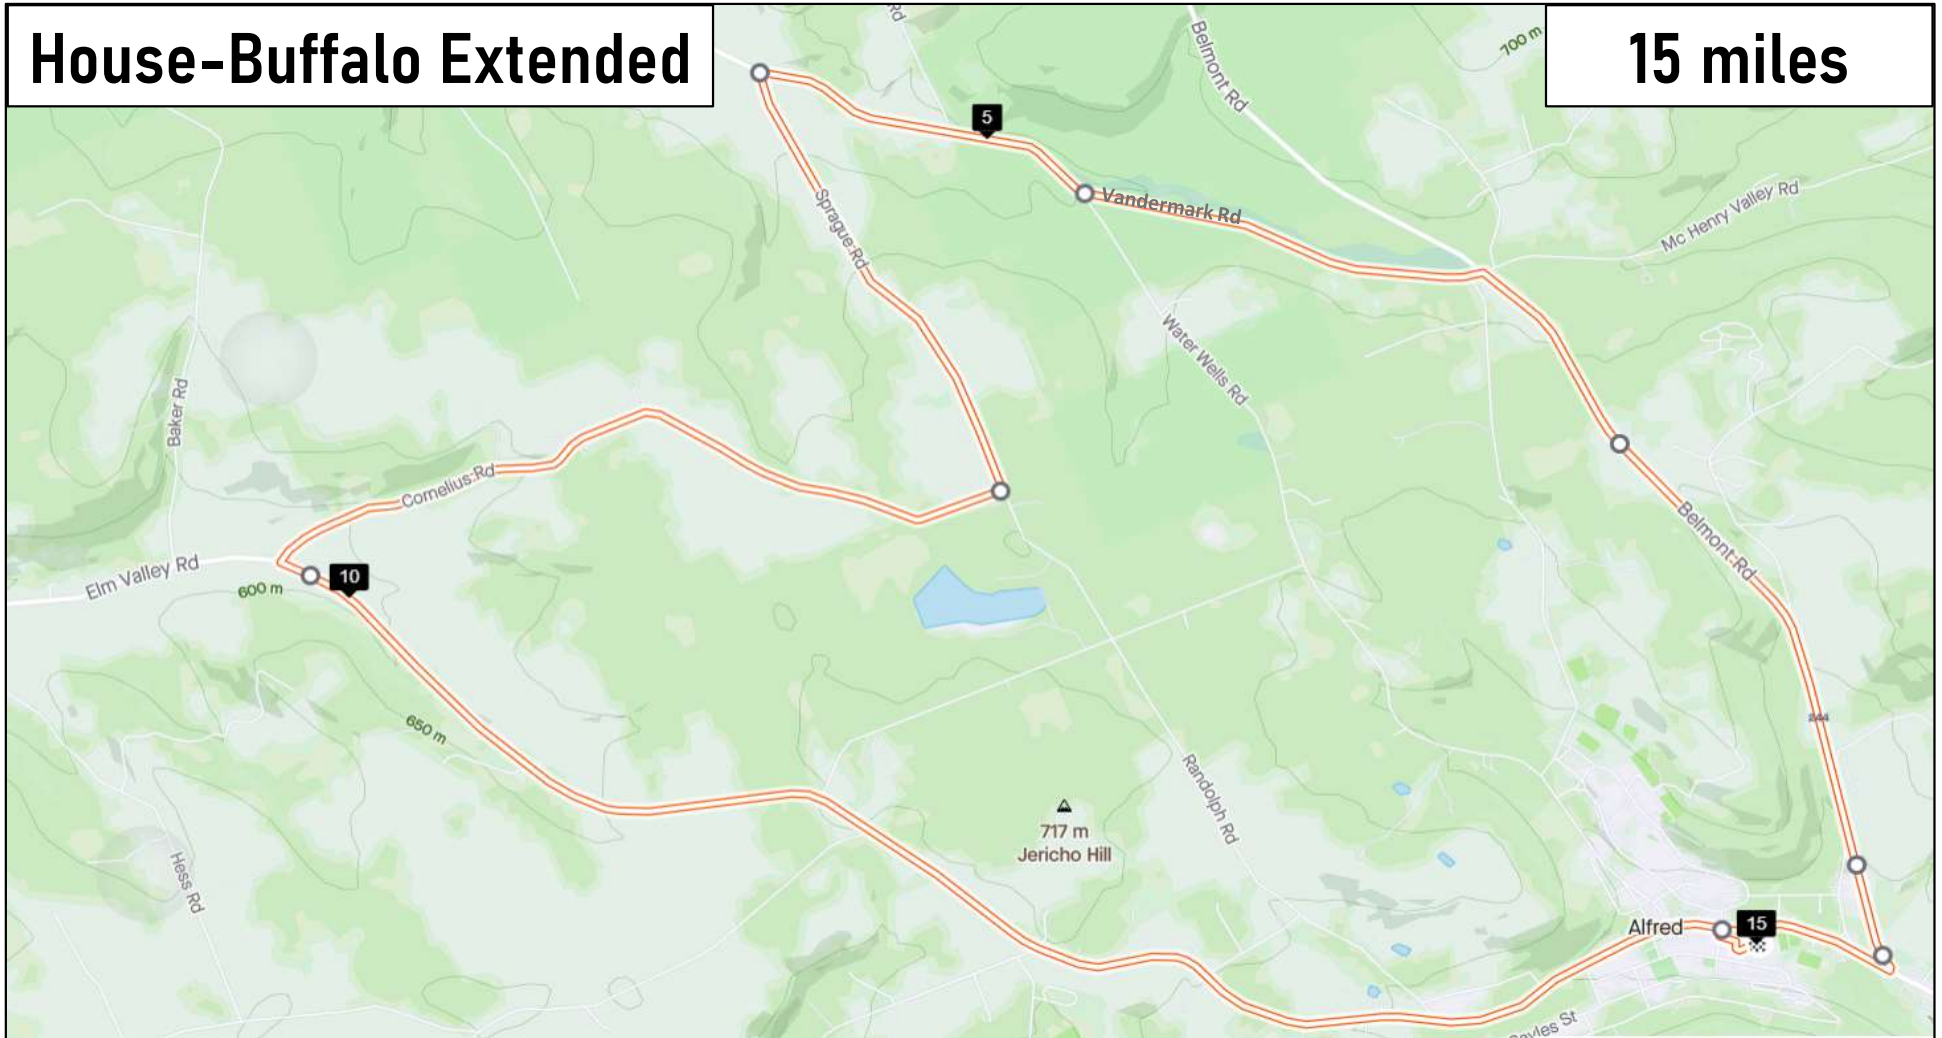 House-Buffalo Extended
15 miles
Rd
Belmont Rd
700 m
5
Vandermark Rd
Mc Henry Valley Rd
Sprague Rd
Water Wells Rd
Baker Rd
Cornelius Rd
Belmont Rd
Elm Valley Rd
10
600 m
650 m
244
Randolph Rd
717 m
Jericho Hill
Hess Rd
Alfred
15
Sayles St